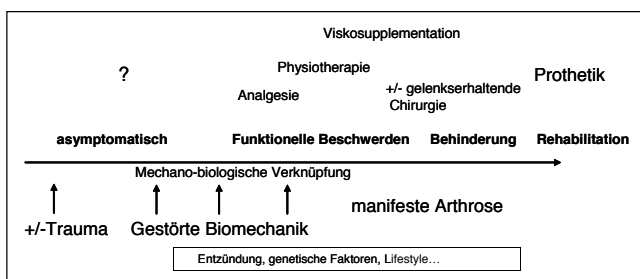 Viskosupplementation
?
Physiotherapie
Prothetik
Analgesie
+/- gelenkserhaltende
Chirurgie
asymptomatisch
Funktionelle Beschwerden
Behinderung
Rehabilitation
Mechano-biologische Verknüpfung
manifeste Arthrose
+/-Trauma
Gestörte Biomechanik
Entzündung, genetische Faktoren, Lifestyle…